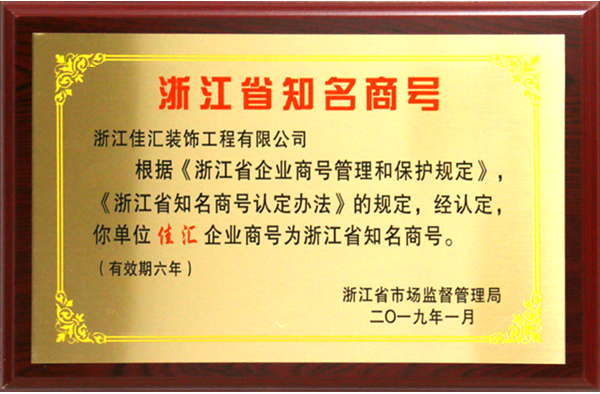 浙江省知名商号
浙江佳汇装饰工程有限公司
根据《浙江省企业商号管理和保护规定》,
《浙江省知名商号认定办法》的规定,经认定,
你单位 佳汇 企业商号为浙江省知名商号。
(有效期六年)
浙江省市场监督管理局
二〇一九年一月